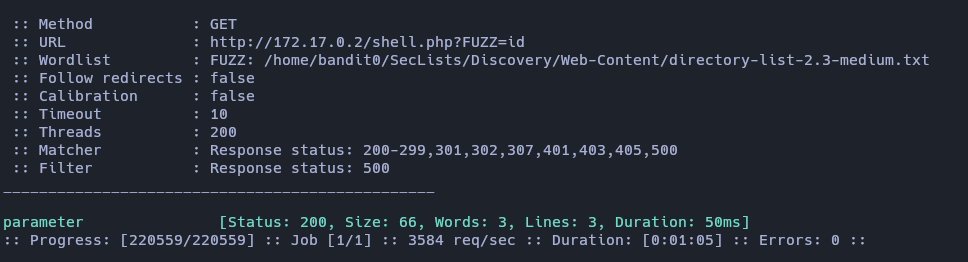 :: Method : GET
:: URL : http://172.17.0.2/shell.php?FUZZ=id
:: Wordlist : FUZZ: /home/bandit0/SecLists/Discovery/Web-Content/directory-list-2.3-medium.txt
:: Follow redirects : false
:: Calibration : false
:: Timeout : 10
:: Threads : 200
:: Matcher : Response status: 200-299,301,302,307,401,403,405,500
:: Filter : Response status: 500
________________________________________________
parameter [Status: 200, Size: 66, Words: 3, Lines: 3, Duration: 50ms]
:: Progress: [220559/220559] :: Job [1/1] :: 3584 req/sec :: Duration: [0:01:05] :: Errors: 0 ::